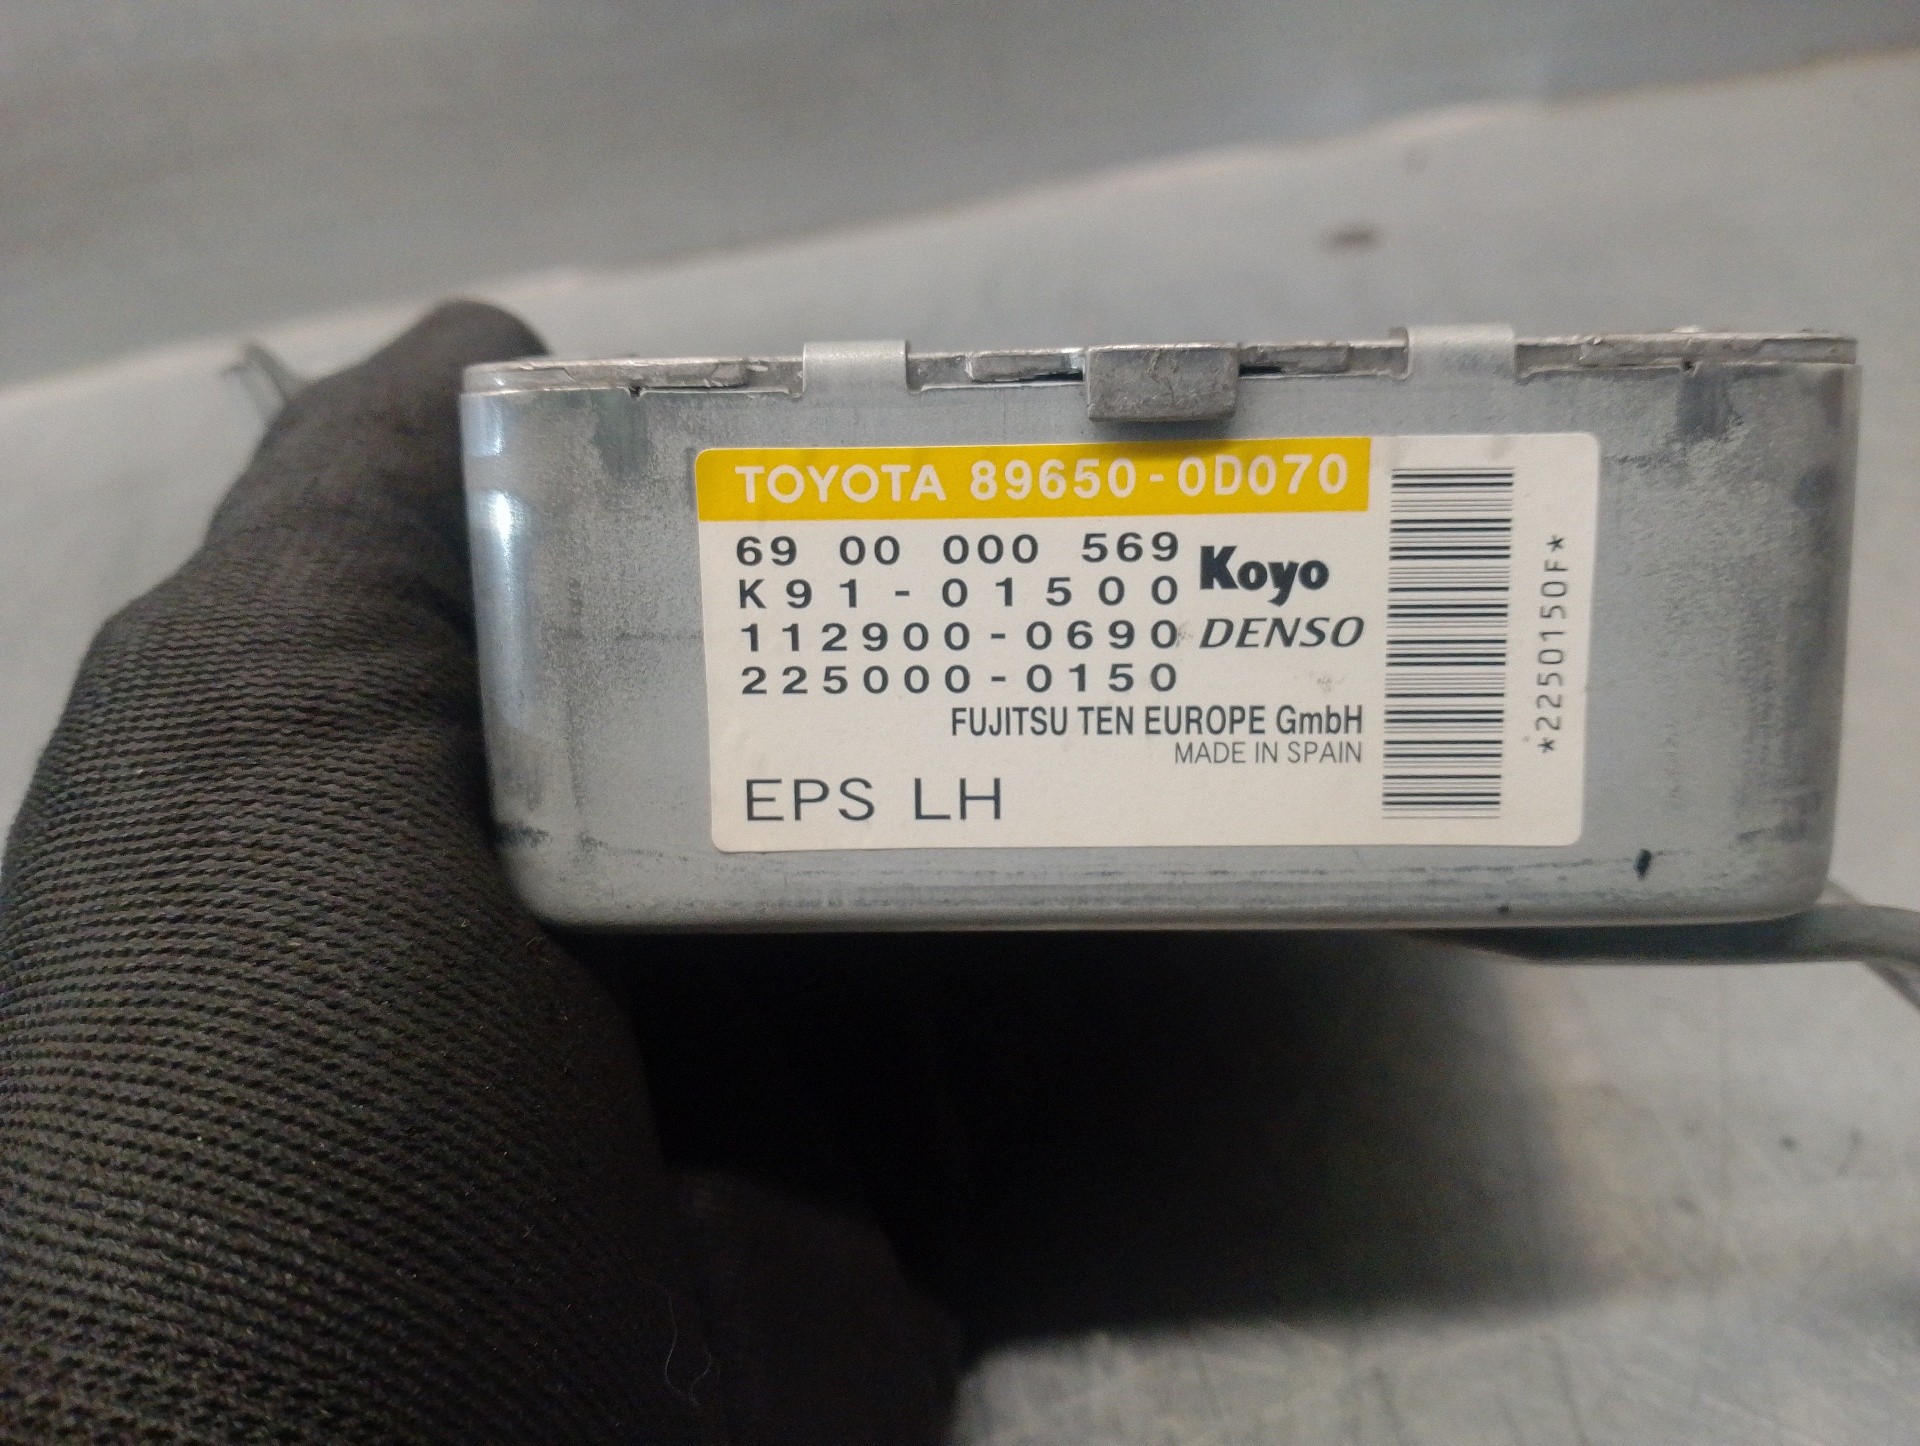 TOYOTA 89650-0D070
69 00 000 569
K91-01500 Koyo
112900-0690 DENSO
225000-0150
FUJITSU TEN EUROPE GmbH
MADE IN SPAIN
EPS LH
*2250150F*